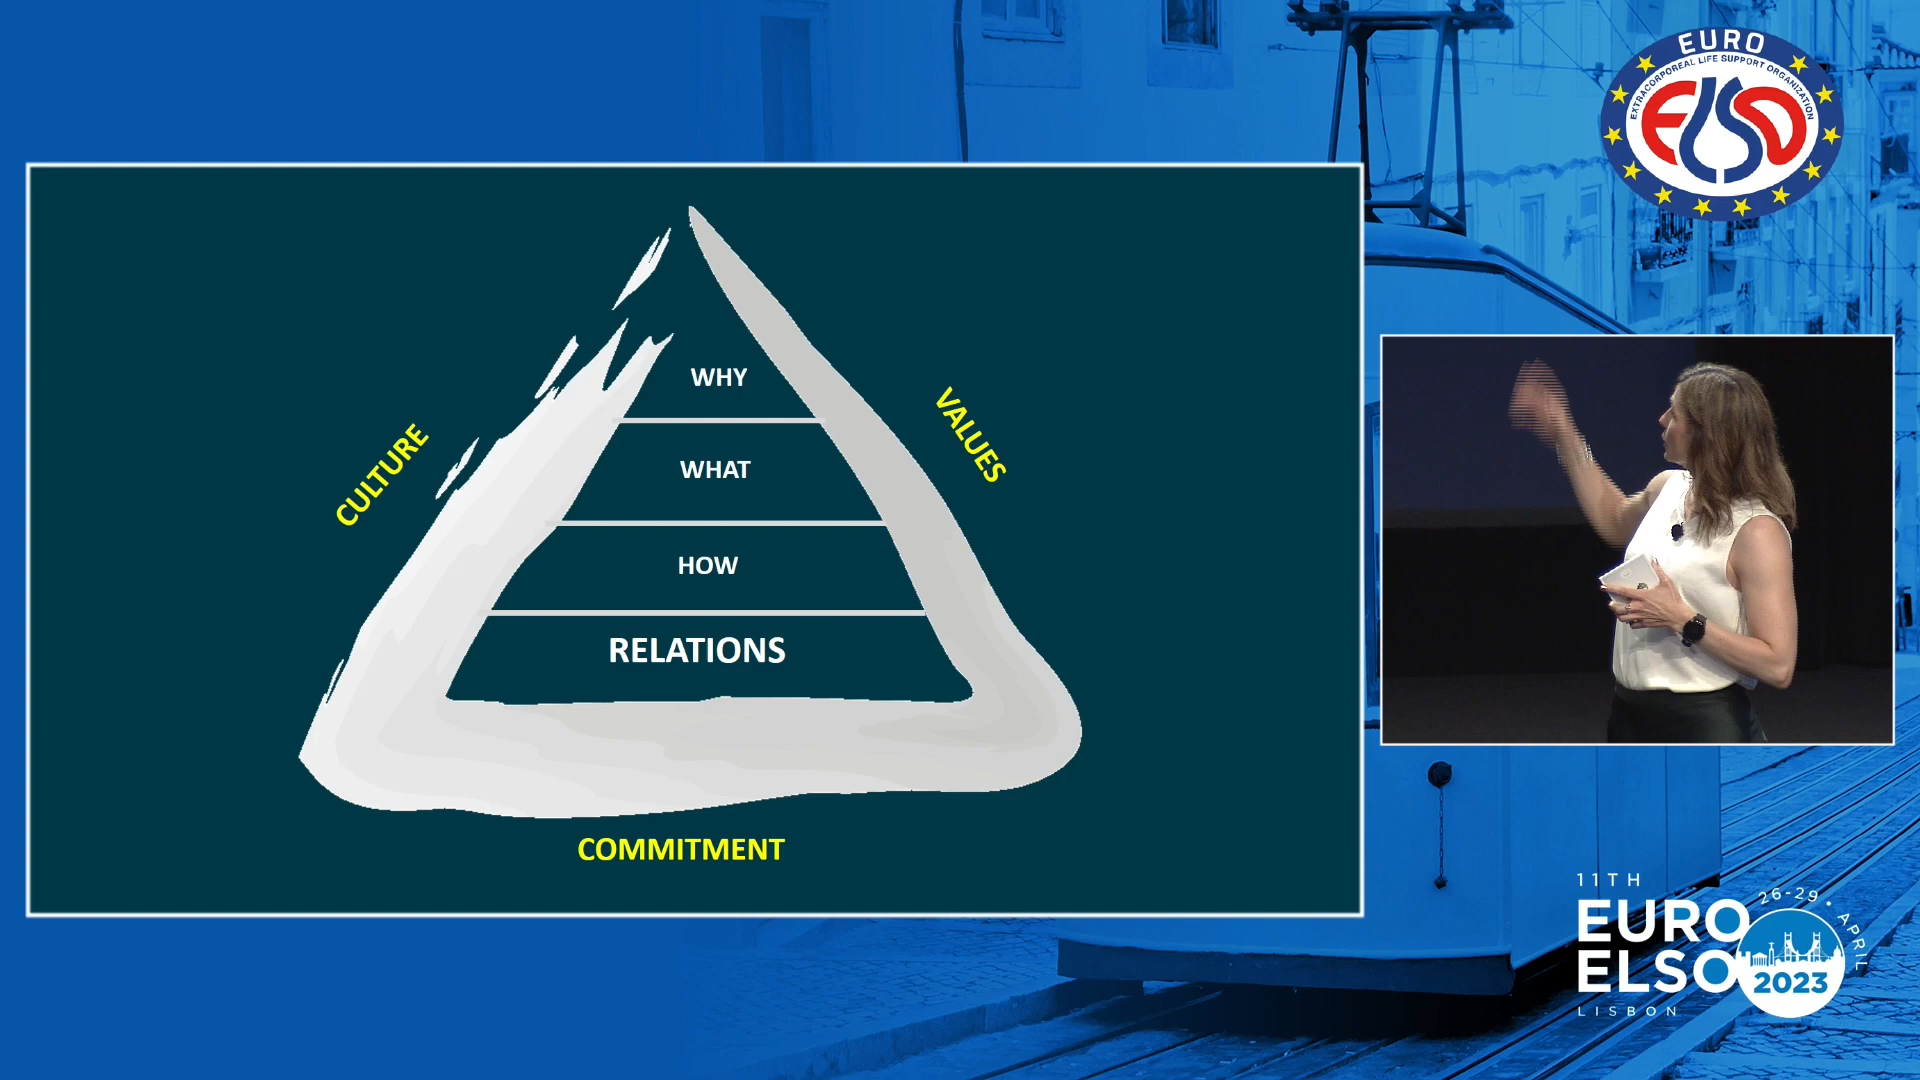 EURO
EXTRACORPOREAL LIFE SUPPORT ORGANIZATION
ELSO
WHY
WHAT
HOW
RELATIONS
CULTURE
VALUES
COMMITMENT
11TH
EURO
ELSO
LISBON
26-29 • APRIL
2023